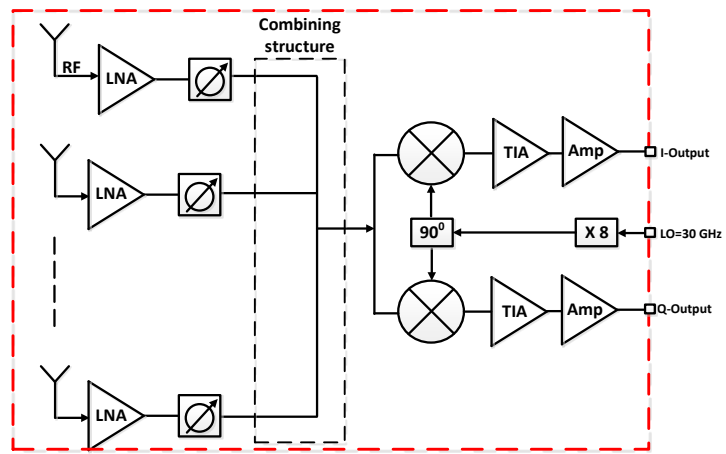 Combining
structure
RF
LNA
LNA
LNA
TIA
Amp
I-Output
90⁰
X 8
LO=30 GHz
TIA
Amp
Q-Output